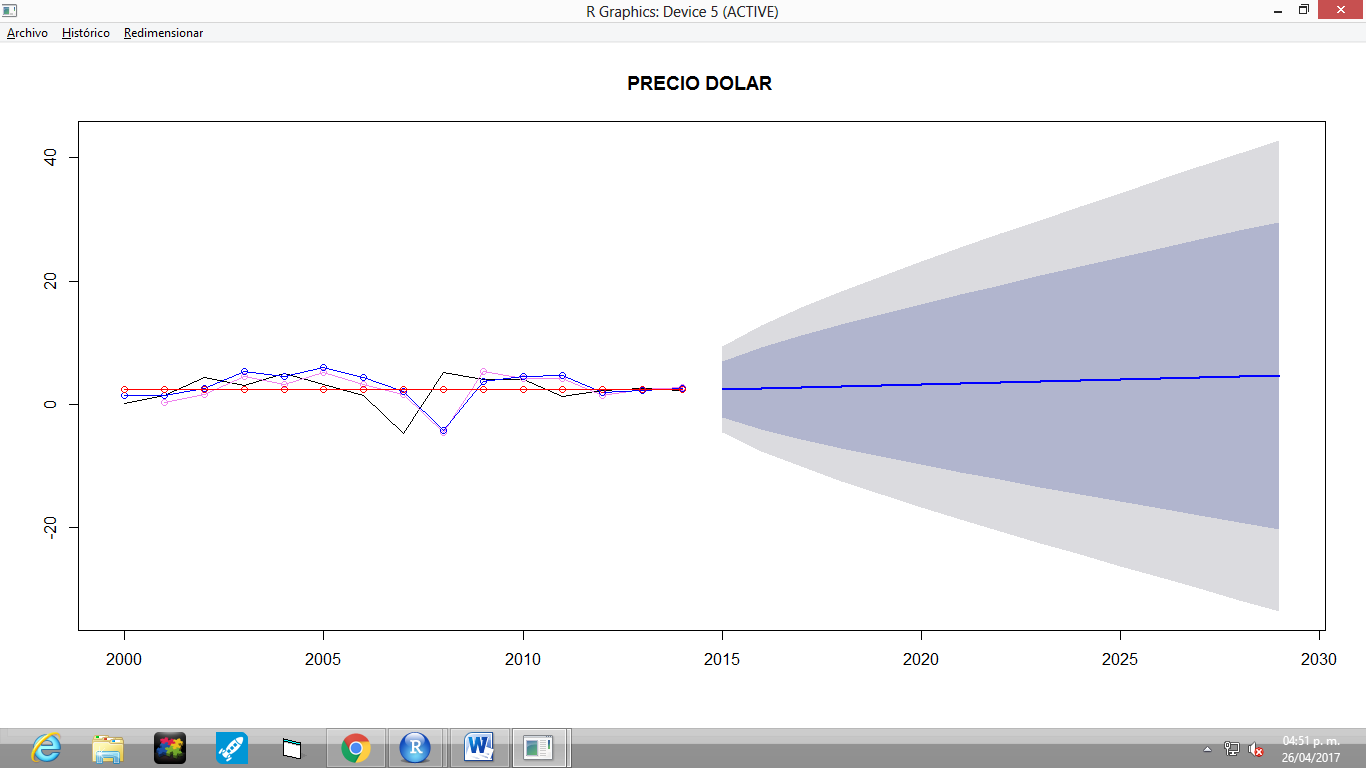 R Graphics: Device 5 (ACTIVE)
Archivo Histórico Redimensionar
PRECIO DOLAR
40
20
0
-20
2000 2005 2010 2015 2020 2025 2030
04:51 p. m.
26/04/2017